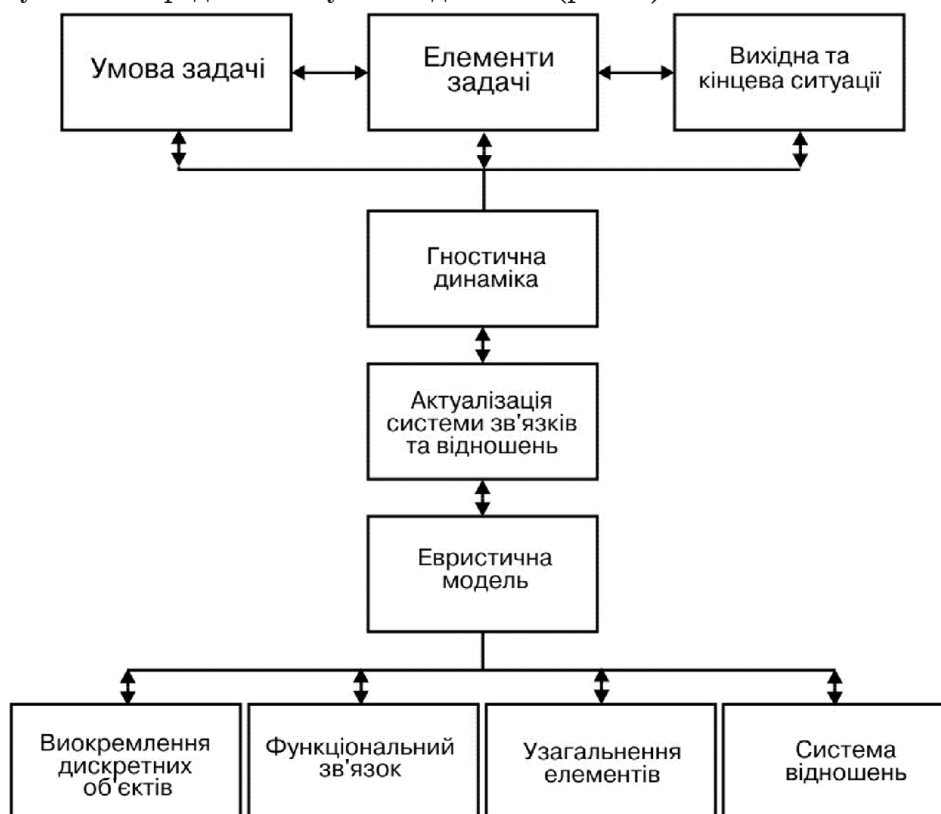 Умова задачі
Елементи
задачі
Вихідна та
кінцева ситуації
Гностична
динаміка
Актуалізація
системи зв'язків
та відношень
Евристична
модель
Виокремлення
дискретних
об'єктів
Функціональний
зв'язок
Узагальнення
елементів
Система
відношень